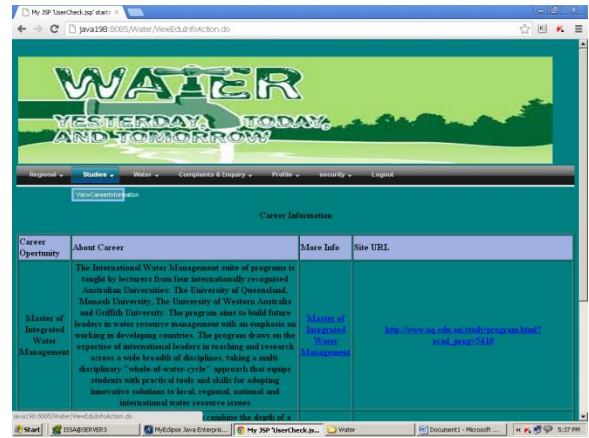 My JSP 'UserCheck.jsp' starti
java198:8085/Water/ViewEduInfoAction.do
WATER
YESTERDAY, TODAY,
AND TOMORROW
Regional Studies Water Complaints & Enquiry Profile security Logout
ViewCareerInformation
Career Information
Career Opertunity About Career More Info Site URL
The International Water Management suite of programs is
taught by lecturers from four internationally recognised
Australian Universities: The University of Queensland,
Monash University, The University of Western Australia
and Griffith University. The program aims to build future
leaders in water resource management with an emphasis on
working in developing countries. The program draws on the
expertise of international leaders in teaching and research
across a wide breadth of disciplines, taking a multi-
disciplinary "whole-of-water-cycle" approach that equips
students with practical tools and skills for adopting
innovative solutions to local, regional, national and
international water resource issues
Master of
Integrated
Water
Management
Master of
Integrated
Water
Management
http://www.uq.edu.au/study/program.html?
acad_prog=5410
java198:8085/Water/ViewEduInfoAction.do
combine the depth of a
Start ISSA@SERVER3 MyEclipse Java Enterpris... My JSP 'UserCheck.js... Water Document1 - Microsoft ... 5:37 PM